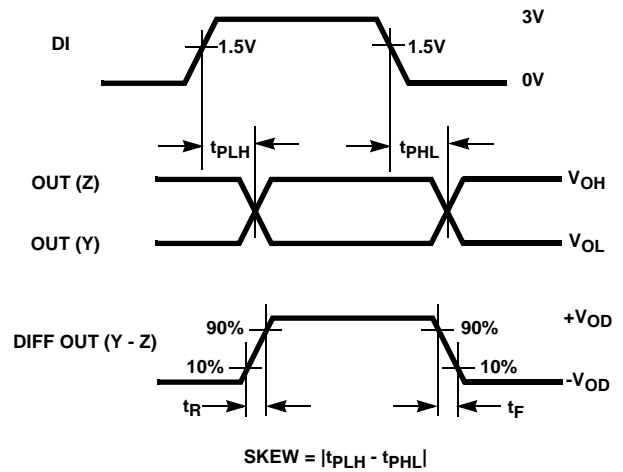 3V
DI
1.5V
1.5V
0V
tPLH
tPHL
OUT (Z)
VOH
OUT (Y)
VOL
+VOD
90%
90%
DIFF OUT (Y - Z)
10%
10%
-VOD
tR
tF
SKEW = |tPLH - tPHL|